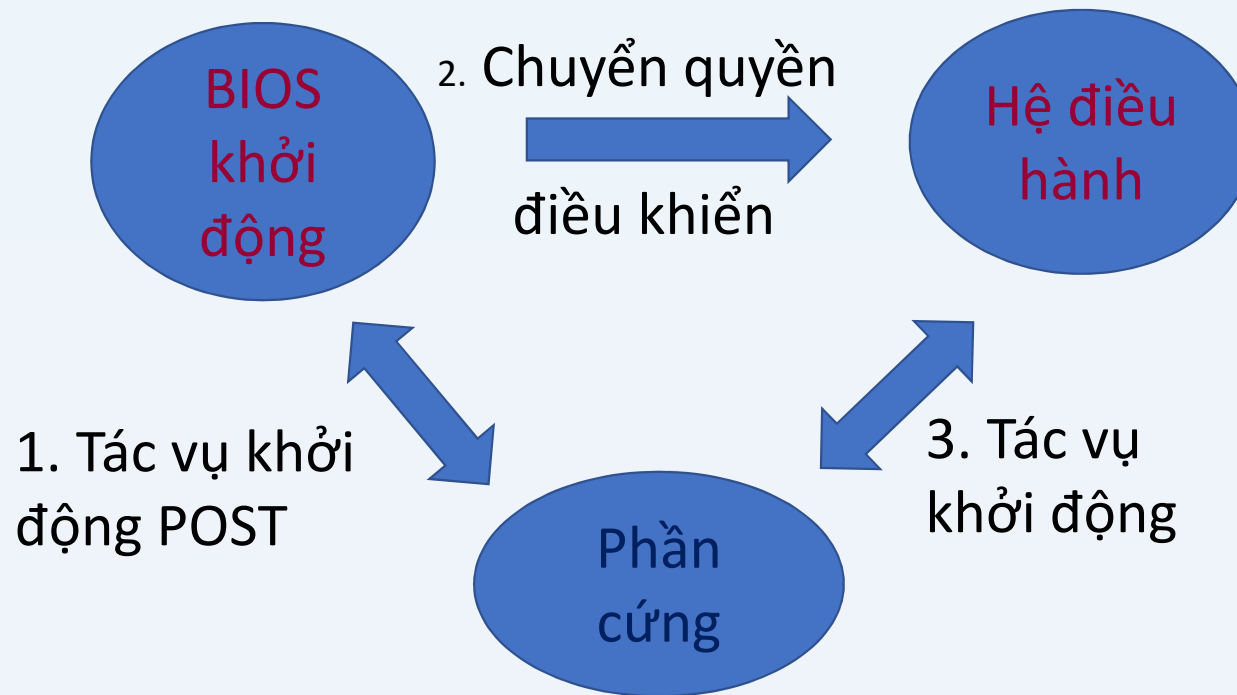 BIOS
khởi
động
2. Chuyển quyền
điều khiển
Hệ điều
hành
1. Tác vụ khởi
động POST
3. Tác vụ
khởi động
Phần
cứng